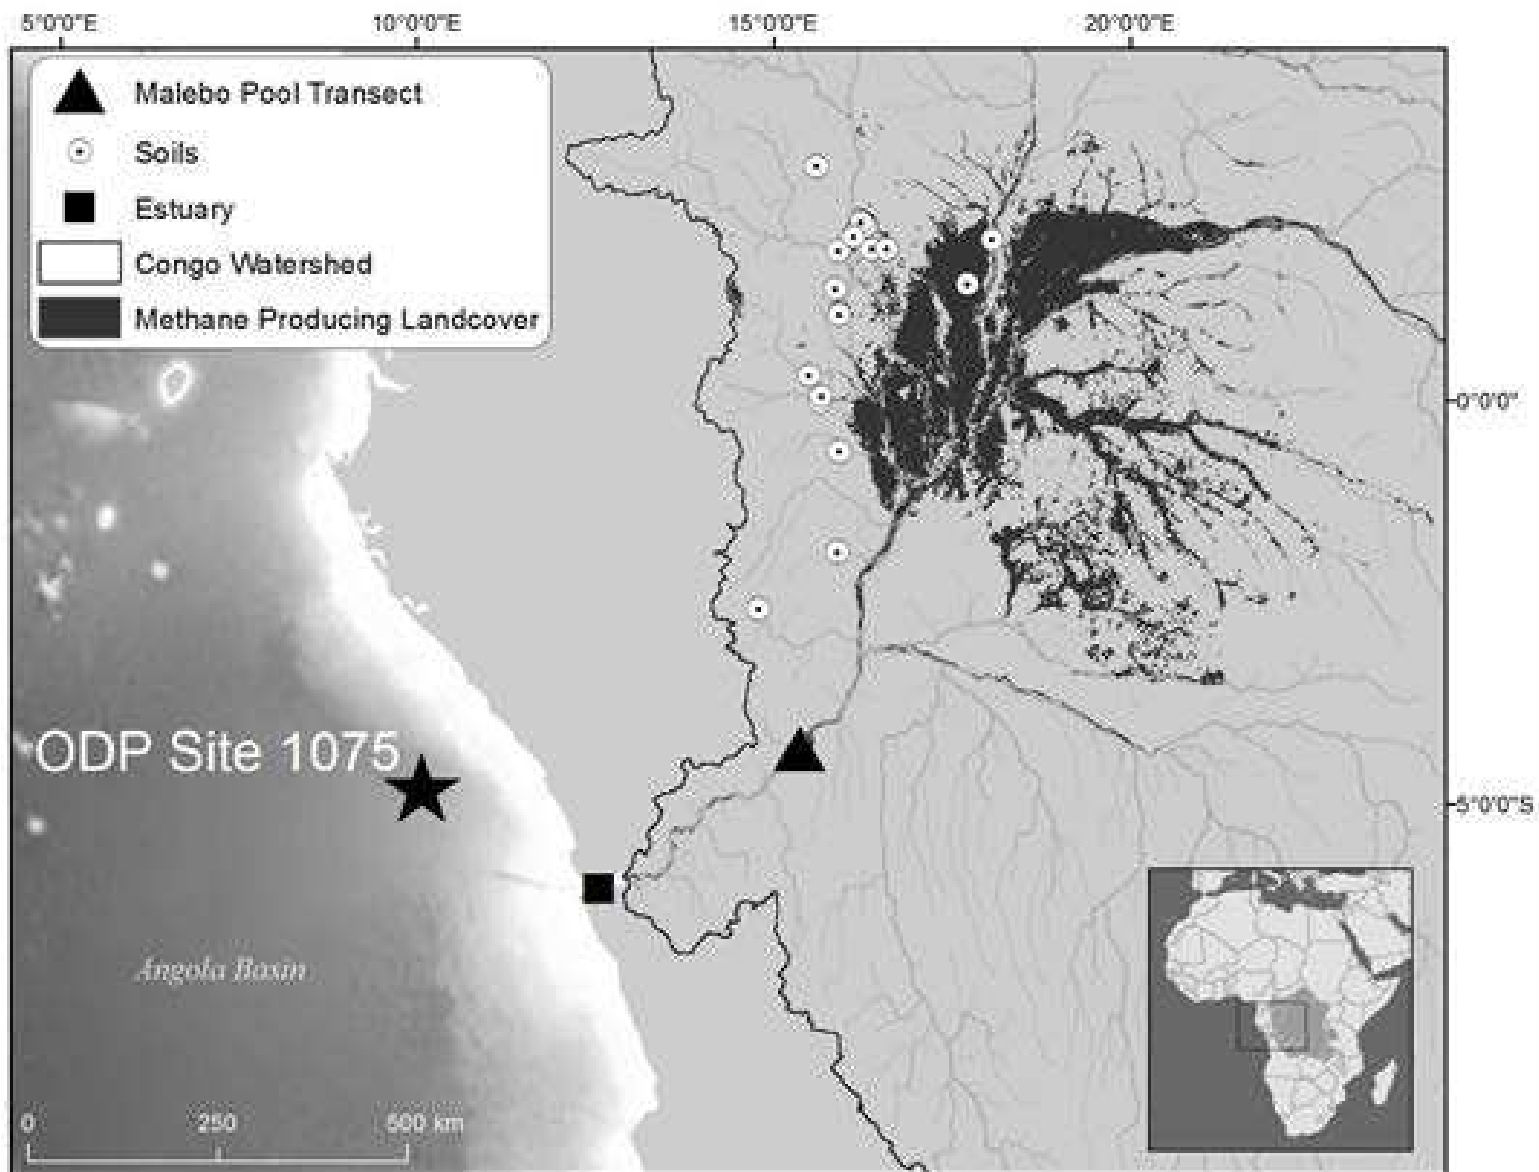 5°0'0"E 10°0'0"E 15°0'0"E 20°0'0"E
Malebo Pool Transect
Soils
Estuary
Congo Watershed
Methane Producing Landcover
0°0'0"
ODP Site 1075
5°0'0"S
Angola Basin
0 250 500 km